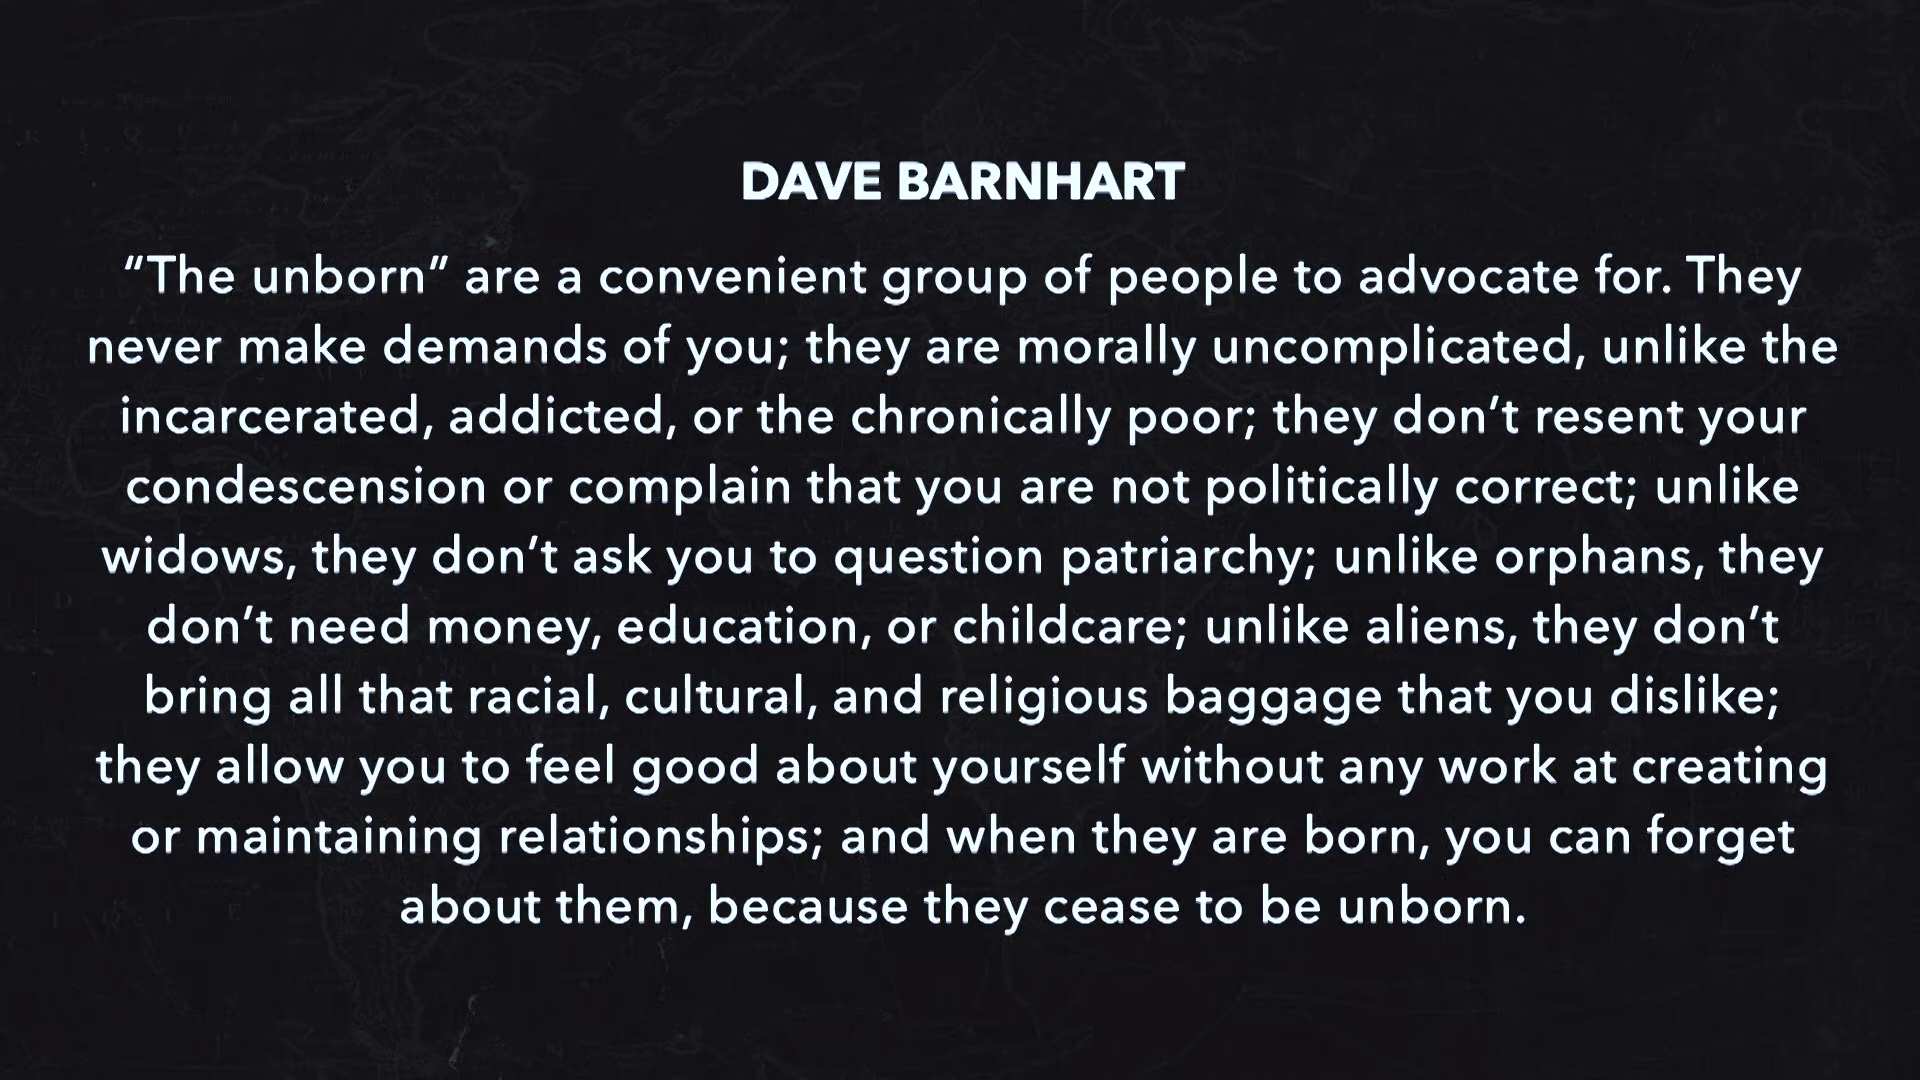 DAVE BARNHART
“The unborn” are a convenient group of people to advocate for. They
never make demands of you; they are morally uncomplicated, unlike the
incarcerated, addicted, or the chronically poor; they don’t resent your
condescension or complain that you are not politically correct; unlike
widows, they don’t ask you to question patriarchy; unlike orphans, they
don’t need money, education, or childcare; unlike aliens, they don’t
bring all that racial, cultural, and religious baggage that you dislike;
they allow you to feel good about yourself without any work at creating
or maintaining relationships; and when they are born, you can forget
about them, because they cease to be unborn.